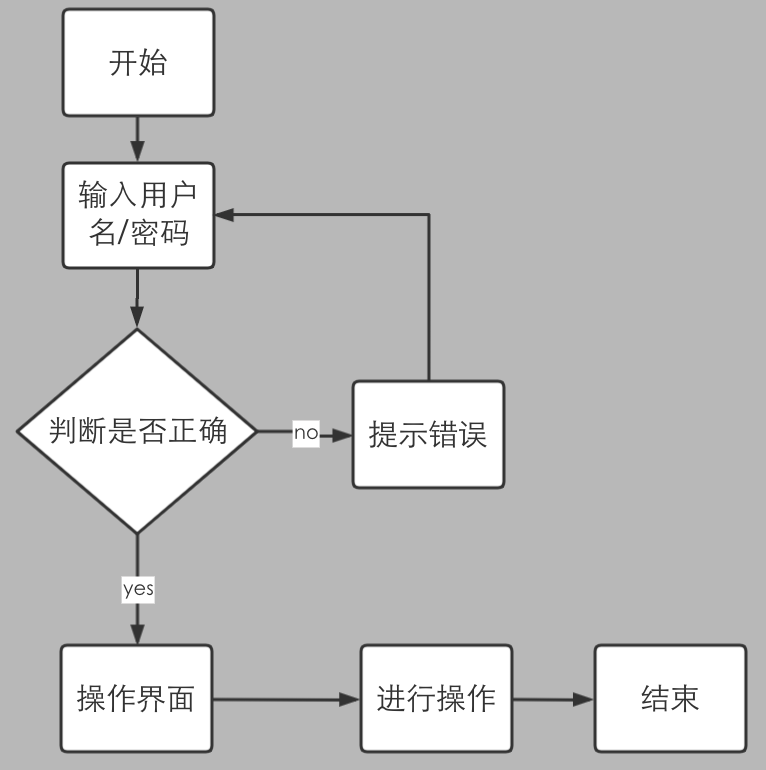 开始
输入用户
名/密码
判断是否正确
no
提示错误
yes
操作界面
进行操作
结束